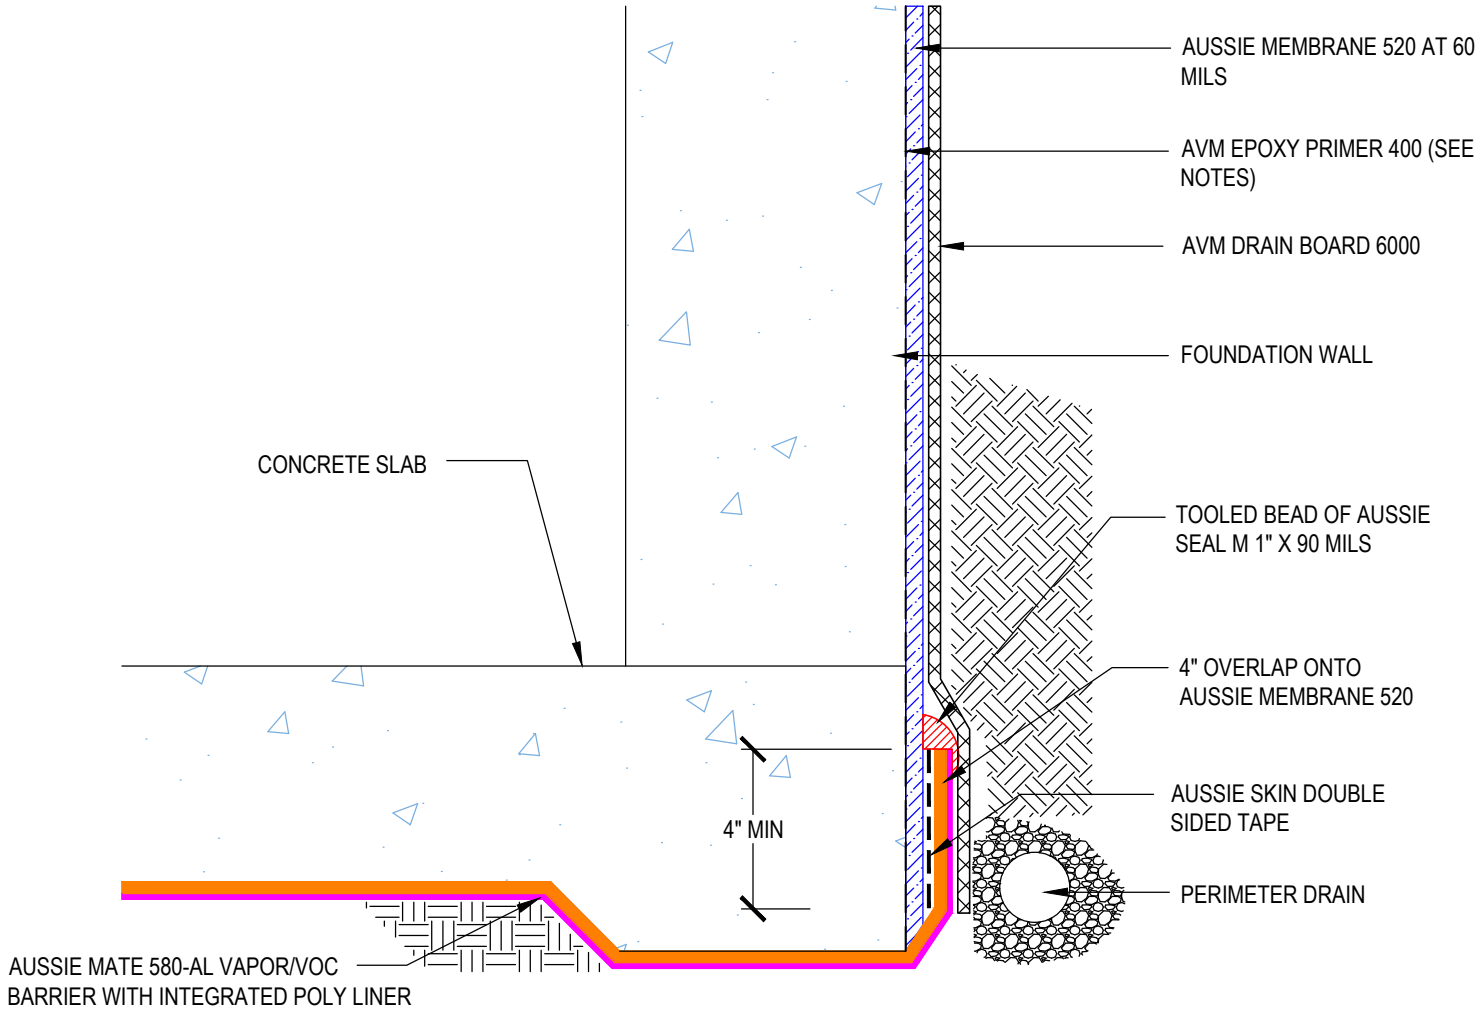 AUSSIE MEMBRANE 520 AT 60
MILS
AVM EPOXY PRIMER 400 (SEE
NOTES)
AVM DRAIN BOARD 6000
FOUNDATION WALL
CONCRETE SLAB
TOOLED BEAD OF AUSSIE
SEAL M 1" X 90 MILS
4" OVERLAP ONTO
AUSSIE MEMBRANE 520
4" MIN
AUSSIE SKIN DOUBLE
SIDED TAPE
PERIMETER DRAIN
AUSSIE MATE 580-AL VAPOR/VOC
BARRIER WITH INTEGRATED POLY LINER